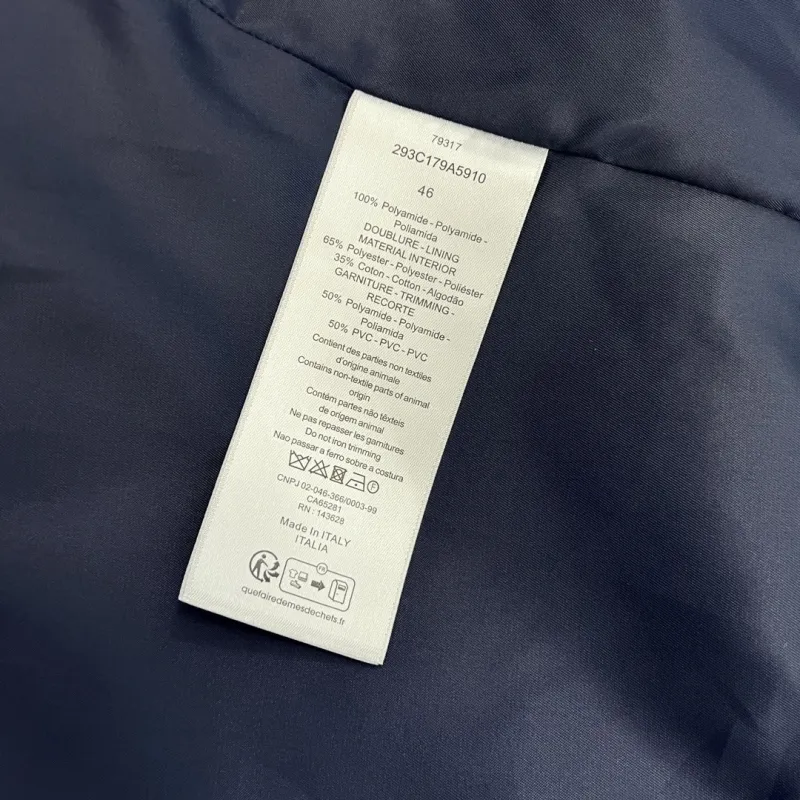 79317
293C179A5910
46
100% Polyamide - Polyamide -
Poliamida
DOUBLURE - LINING
MATERIAL INTERIOR
65% Polyester - Polyester - Poliéster
35% Coton - Cotton - Algodão
GARNITURE - TRIMMING -
RECORTE
50% Polyamide - Polyamide -
Poliamida
50% PVC - PVC - PVC
Contient des parties non textiles
d'origine animale
Contains non-textile parts of animal
origin
Contém partes não têxteis
de origem animal
Ne pas repasser les garnitures
Do not iron trimming
Nao passar a ferro sobre a costura
F
CNPJ 02-046-366/0003-99
CA65281
RN : 143628
Made In ITALY
ITALIA
FR
quefairedemesdechets.fr